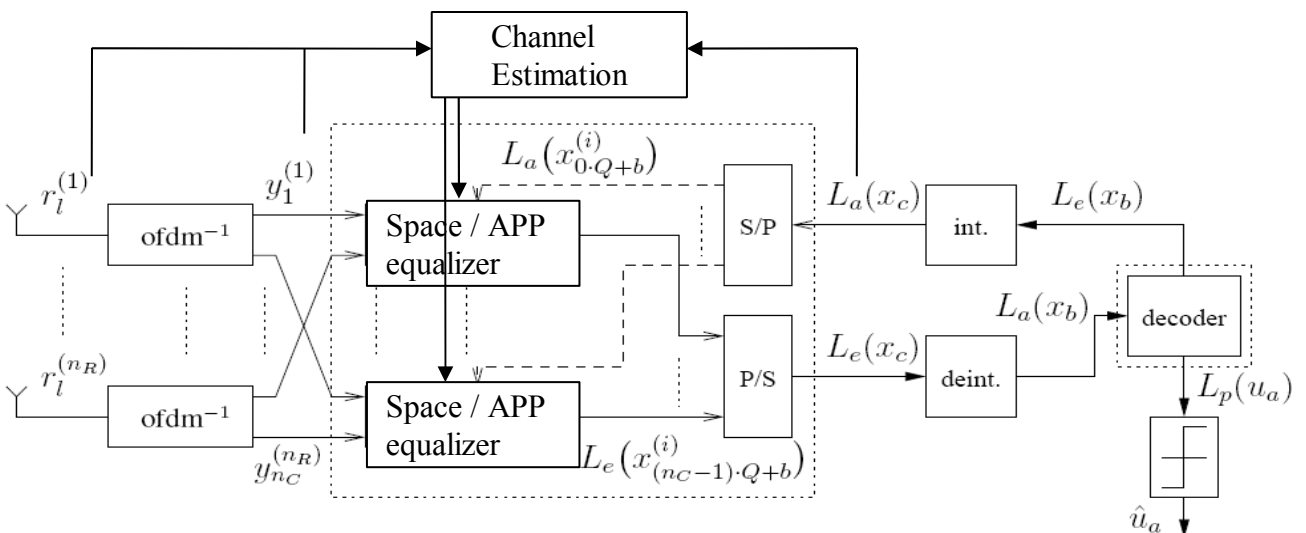 Channel
Estimation
r_l^{(1)}
y_1^{(1)}
L_a(x_{0·Q+b}^{(i)})
ofdm⁻¹
Space / APP
equalizer
S/P
L_a(x_c)
int.
L_e(x_b)
L_a(x_b)
decoder
r_l^{(n_R)}
ofdm⁻¹
y_{n_C}^{(n_R)}
Space / APP
equalizer
L_e(x_{(n_C−1)·Q+b}^{(i)})
P/S
L_e(x_c)
deint.
L_p(u_a)
û_a